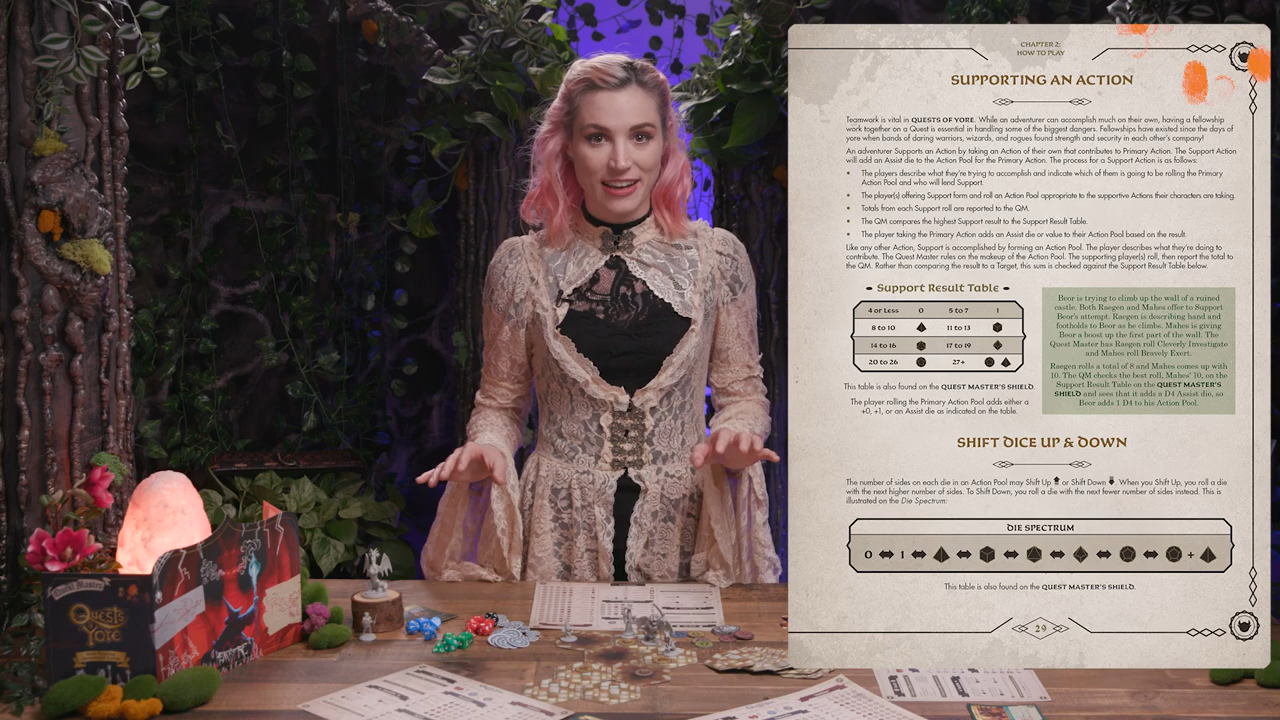 CHAPTER 2:
HOW TO PLAY
SUPPORTING AN ACTION
Teamwork is vital in QUESTS OF YORE. While an adventurer can accomplish much on their own, having a fellowship
work together on a Quest is essential in handling some of the biggest dangers. Fellowships have existed since the days of
yore when bands of daring warriors, wizards, and rogues found strength and security in each other's company!
An adventurer Supports an Action by taking an Action of their own that contributes to Primary Action. The Support Action
will add an Assist die to the Action Pool for the Primary Action. The process for a Support Action is as follows:
• The players describe what they're trying to accomplish and indicate which of them is going to be rolling the Primary
Action Pool and who will lend Support.
• The player(s) offering Support form and roll an Action Pool appropriate to the supportive Actions their characters are taking.
• Totals from each Support roll are reported to the QM.
• The QM compares the highest Support result to the Support Result Table.
• The player taking the Primary Action adds an Assist die or value to their Action Pool based on the result.
Like any other Action, Support is accomplished by forming an Action Pool. The player describes what they're doing to
contribute. The Quest Master rules on the makeup of the Action Pool. The supporting player(s) roll, then report the total to
the QM. Rather than comparing the result to a Target, this sum is checked against the Support Result Table below.
Support Result Table
4 or Less 0 5 to 7 1
8 to 10 11 to 13
14 to 16 17 to 19
20 to 26 27+
This table is also found on the QUEST MASTER'S SHIELD.
The player rolling the Primary Action Pool adds either a
+0, +1, or an Assist die as indicated on the table.
Beor is trying to climb up the wall of a ruined
castle. Both Raegen and Mahes offer to Support
Beor's attempt. Raegen is describing hand and
footholds to Beor as he climbs. Mahes is giving
Beor a boost up the first part of the wall. The
Quest Master has Raegen roll Cleverly Investigate
and Mahes roll Bravely Exert.
Raegen rolls a total of 8 and Mahes comes up with
10. The QM checks the best roll, Mahes' 10, on the
Support Result Table on the QUEST MASTER'S
SHIELD and sees that it adds a D4 Assist die, so
Beor adds 1 D4 to his Action Pool.
SHIFT DICE UP & DOWN
The number of sides on each die in an Action Pool may Shift Up or Shift Down. When you Shift Up, you roll a die
with the next higher number of sides. To Shift Down, you roll a die with the next fewer number of sides instead. This is
illustrated on the Die Spectrum:
DIE SPECTRUM
0 1 +
This table is also found on the QUEST MASTER'S SHIELD.
29
Quest Master
Quests
of
Yore